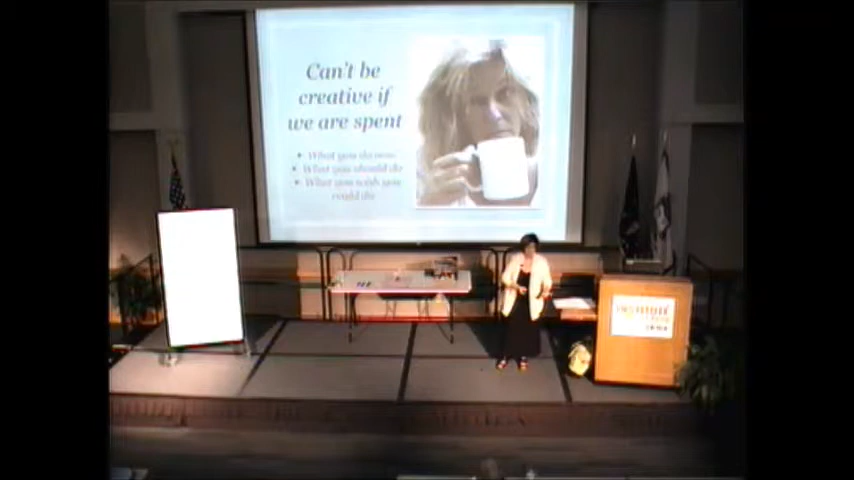 Can't be
creative if
we are spent
• What you do now
• What you should do
• What you wish you
could do
INSTITUTE